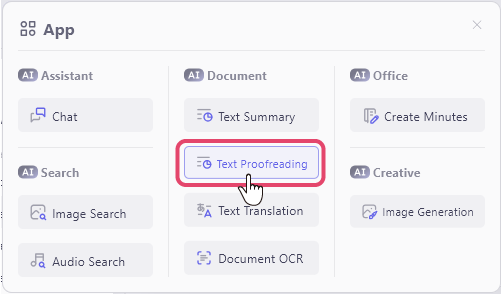 App
AI Assistant
Chat
AI Search
Image Search
Audio Search
AI Document
Text Summary
Text Proofreading
Text Translation
Document OCR
AI Office
Create Minutes
AI Creative
Image Generation